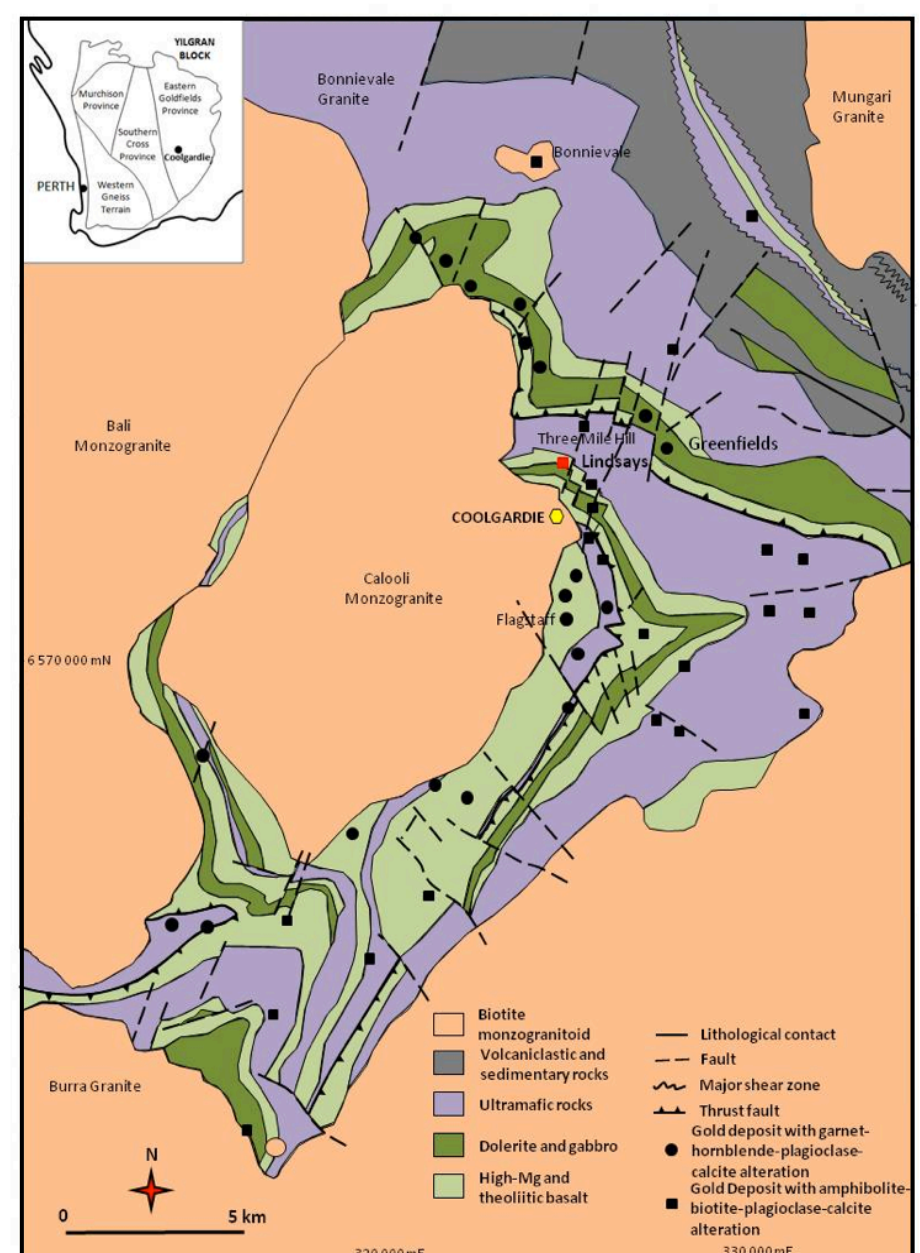 YILGRAN
BLOCK
Murchison
Province
Eastern
Goldfields
Province
Southern
Cross
Province
Coolgardie
PERTH
Western
Gneiss
Terrain
Bonnievale
Granite
Mungari
Granite
Bonnievale
Bali
Monzogranite
Three Mile Hill
Greenfields
Lindsays
COOLGARDIE
Calooli
Monzogranite
Flagstaff
6 570 000 mN
Burra Granite
N
0 5 km
Biotite
monzogranitoid
Volcaniclastic and
sedimentary rocks
Ultramafic rocks
Dolerite and gabbro
High-Mg and
theoliitic basalt
Lithological contact
Fault
Major shear zone
Thrust fault
Gold deposit with garnet-
hornblende-plagioclase-
calcite alteration
Gold Deposit with amphibolite-
biotite-plagioclase-calcite
alteration
320 000 mE
330 000 mE